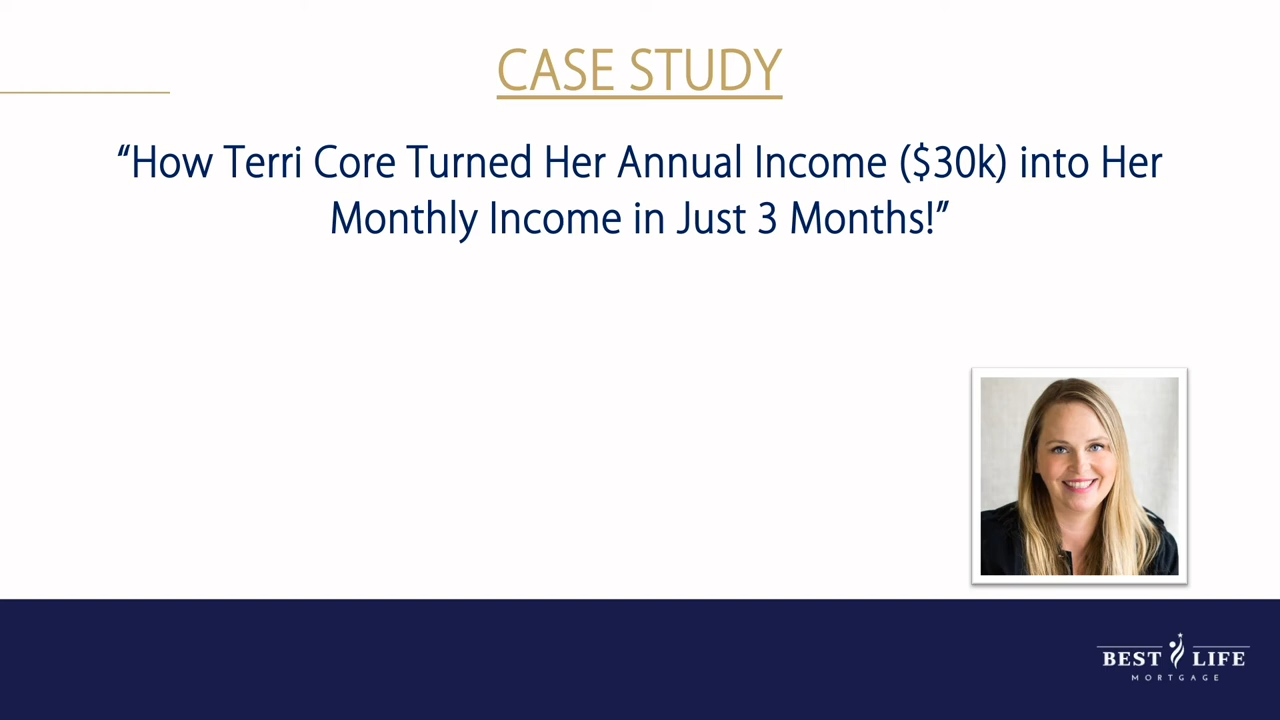 CASE STUDY
“How Terri Core Turned Her Annual Income ($30k) into Her
Monthly Income in Just 3 Months!”
BEST LIFE
MORTGAGE